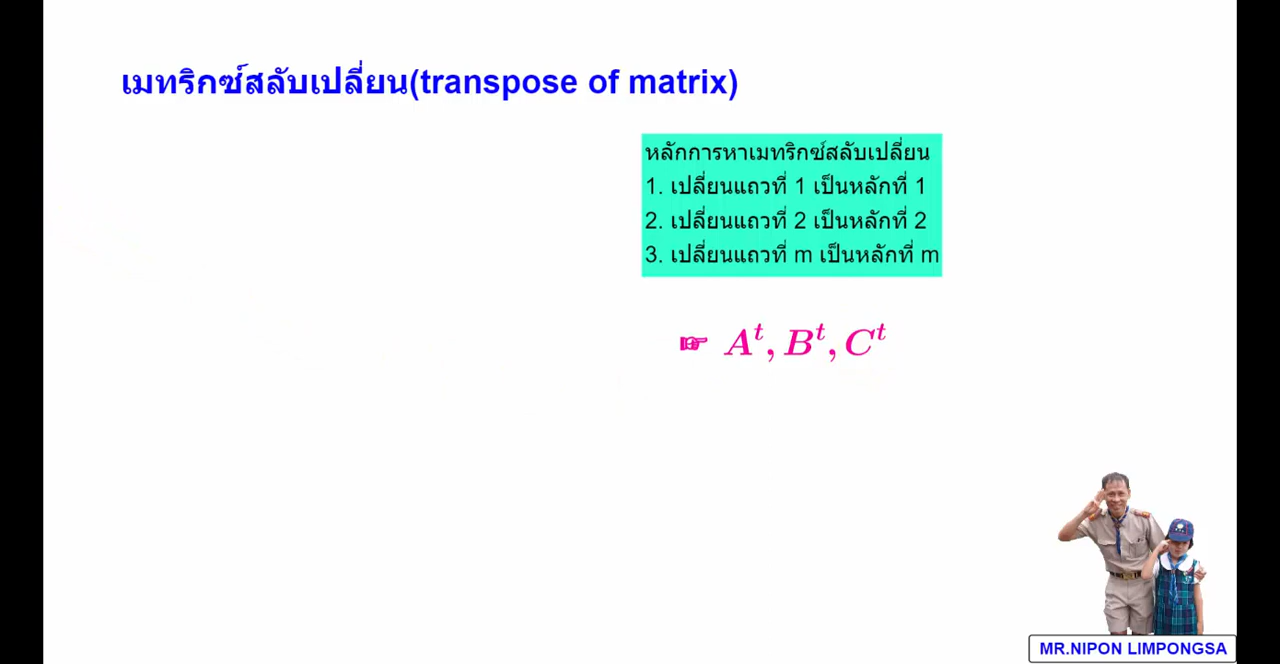 เมทริกซ์สลับเปลี่ยน(transpose of matrix)
หลักการหาเมทริกซ์สลับเปลี่ยน
1. เปลี่ยนแถวที่ 1 เป็นหลักที่ 1
2. เปลี่ยนแถวที่ 2 เป็นหลักที่ 2
3. เปลี่ยนแถวที่ m เป็นหลักที่ m
☞ Aᵗ, Bᵗ, Cᵗ
MR.NIPON LIMPONGSA